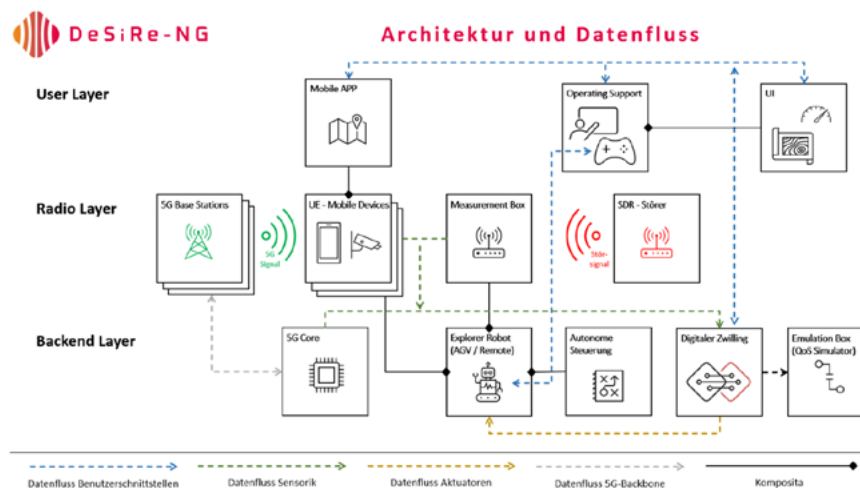 DeSiRe-NG
Architektur und Datenfluss
User Layer
Mobile APP
Operating Support
UI
Radio Layer
5G Base Stations
5G
Signal
UE - Mobile Devices
Measurement Box
Stör-
signal
SDR - Störer
Backend Layer
5G Core
Explorer Robot
(AGV / Remote)
Autonome
Steuerung
Digitaler Zwilling
Emulation Box
(QoS Simulator)
Datenfluss Benutzerschnittstellen
Datenfluss Sensorik
Datenfluss Aktuatoren
Datenfluss 5G-Backbone
Komposita